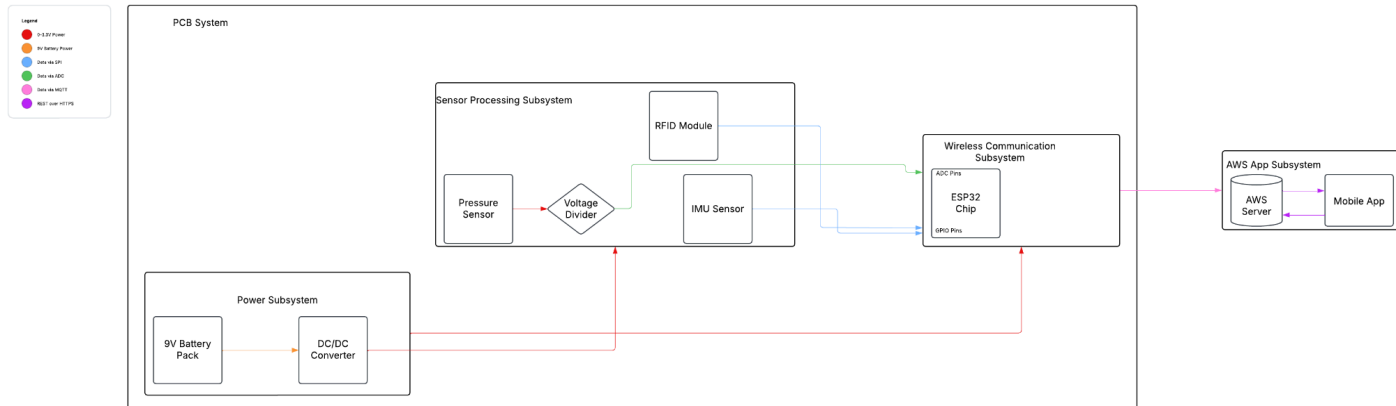 Legend
0-3.3V Power
9V Battery Power
Data via SPI
Data via ADC
Data via MQTT
REST over HTTPS
PCB System
Sensor Processing Subsystem
RFID Module
Pressure
Sensor
Voltage
Divider
IMU Sensor
Wireless Communication
Subsystem
ADC Pins
ESP32
Chip
GPIO Pins
AWS App Subsystem
AWS
Server
Mobile App
Power Subsystem
9V Battery
Pack
DC/DC
Converter